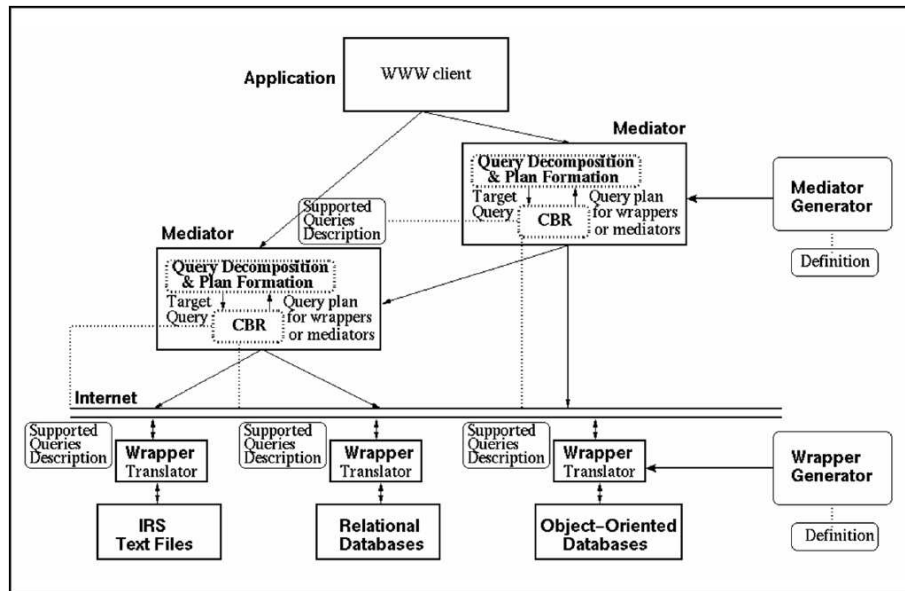 Application
WWW client
Mediator
Query Decomposition
& Plan Formation
Target
Query
CBR
Query plan
for wrappers
or mediators
Mediator
Generator
Definition
Supported
Queries
Description
Mediator
Query Decomposition
& Plan Formation
Target
Query
CBR
Query plan
for wrappers
or mediators
Internet
Supported
Queries
Description
Wrapper
Translator
Supported
Queries
Description
Wrapper
Translator
Supported
Queries
Description
Wrapper
Translator
Wrapper
Generator
Definition
IRS
Text Files
Relational
Databases
Object-Oriented
Databases